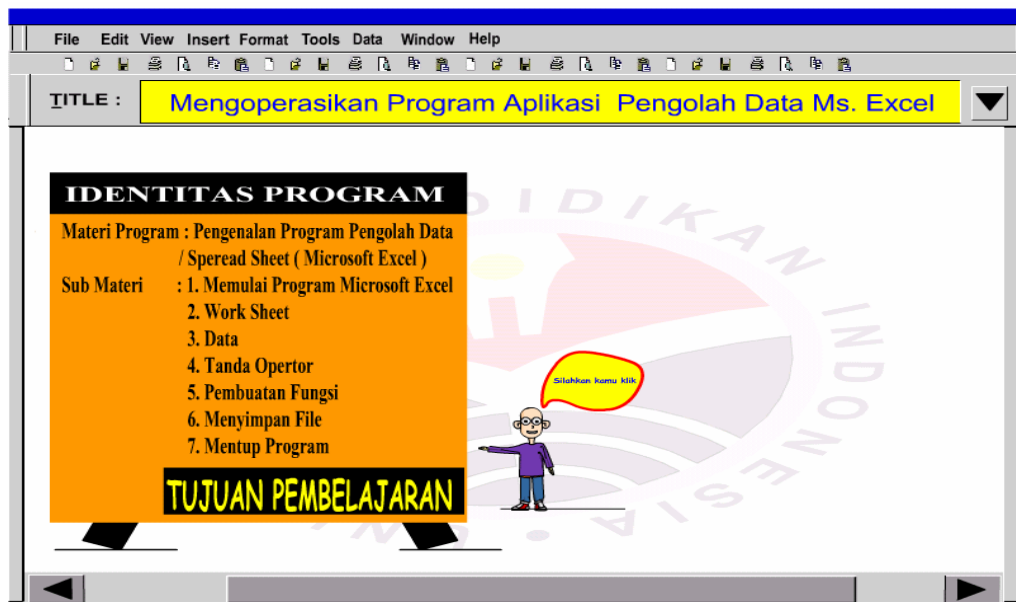 File Edit View Insert Format Tools Data Window Help
TITLE : Mengoperasikan Program Aplikasi Pengolah Data Ms. Excel
IDENTITAS PROGRAM
Materi Program : Pengenalan Program Pengolah Data
/ Speread Sheet ( Microsoft Excel )
Sub Materi : 1. Memulai Program Microsoft Excel
2. Work Sheet
3. Data
4. Tanda Opertor
5. Pembuatan Fungsi
6. Menyimpan File
7. Mentup Program
TUJUAN PEMBELAJARAN
Silahkan kamu klik
INDONESIA